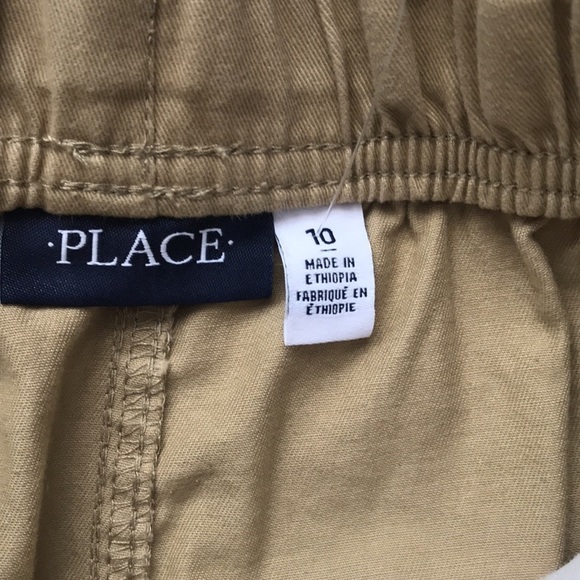 ·PLACE·
10
MADE IN
ETHIOPIA
FABRIQUÉ EN
ÉTHIOPIE